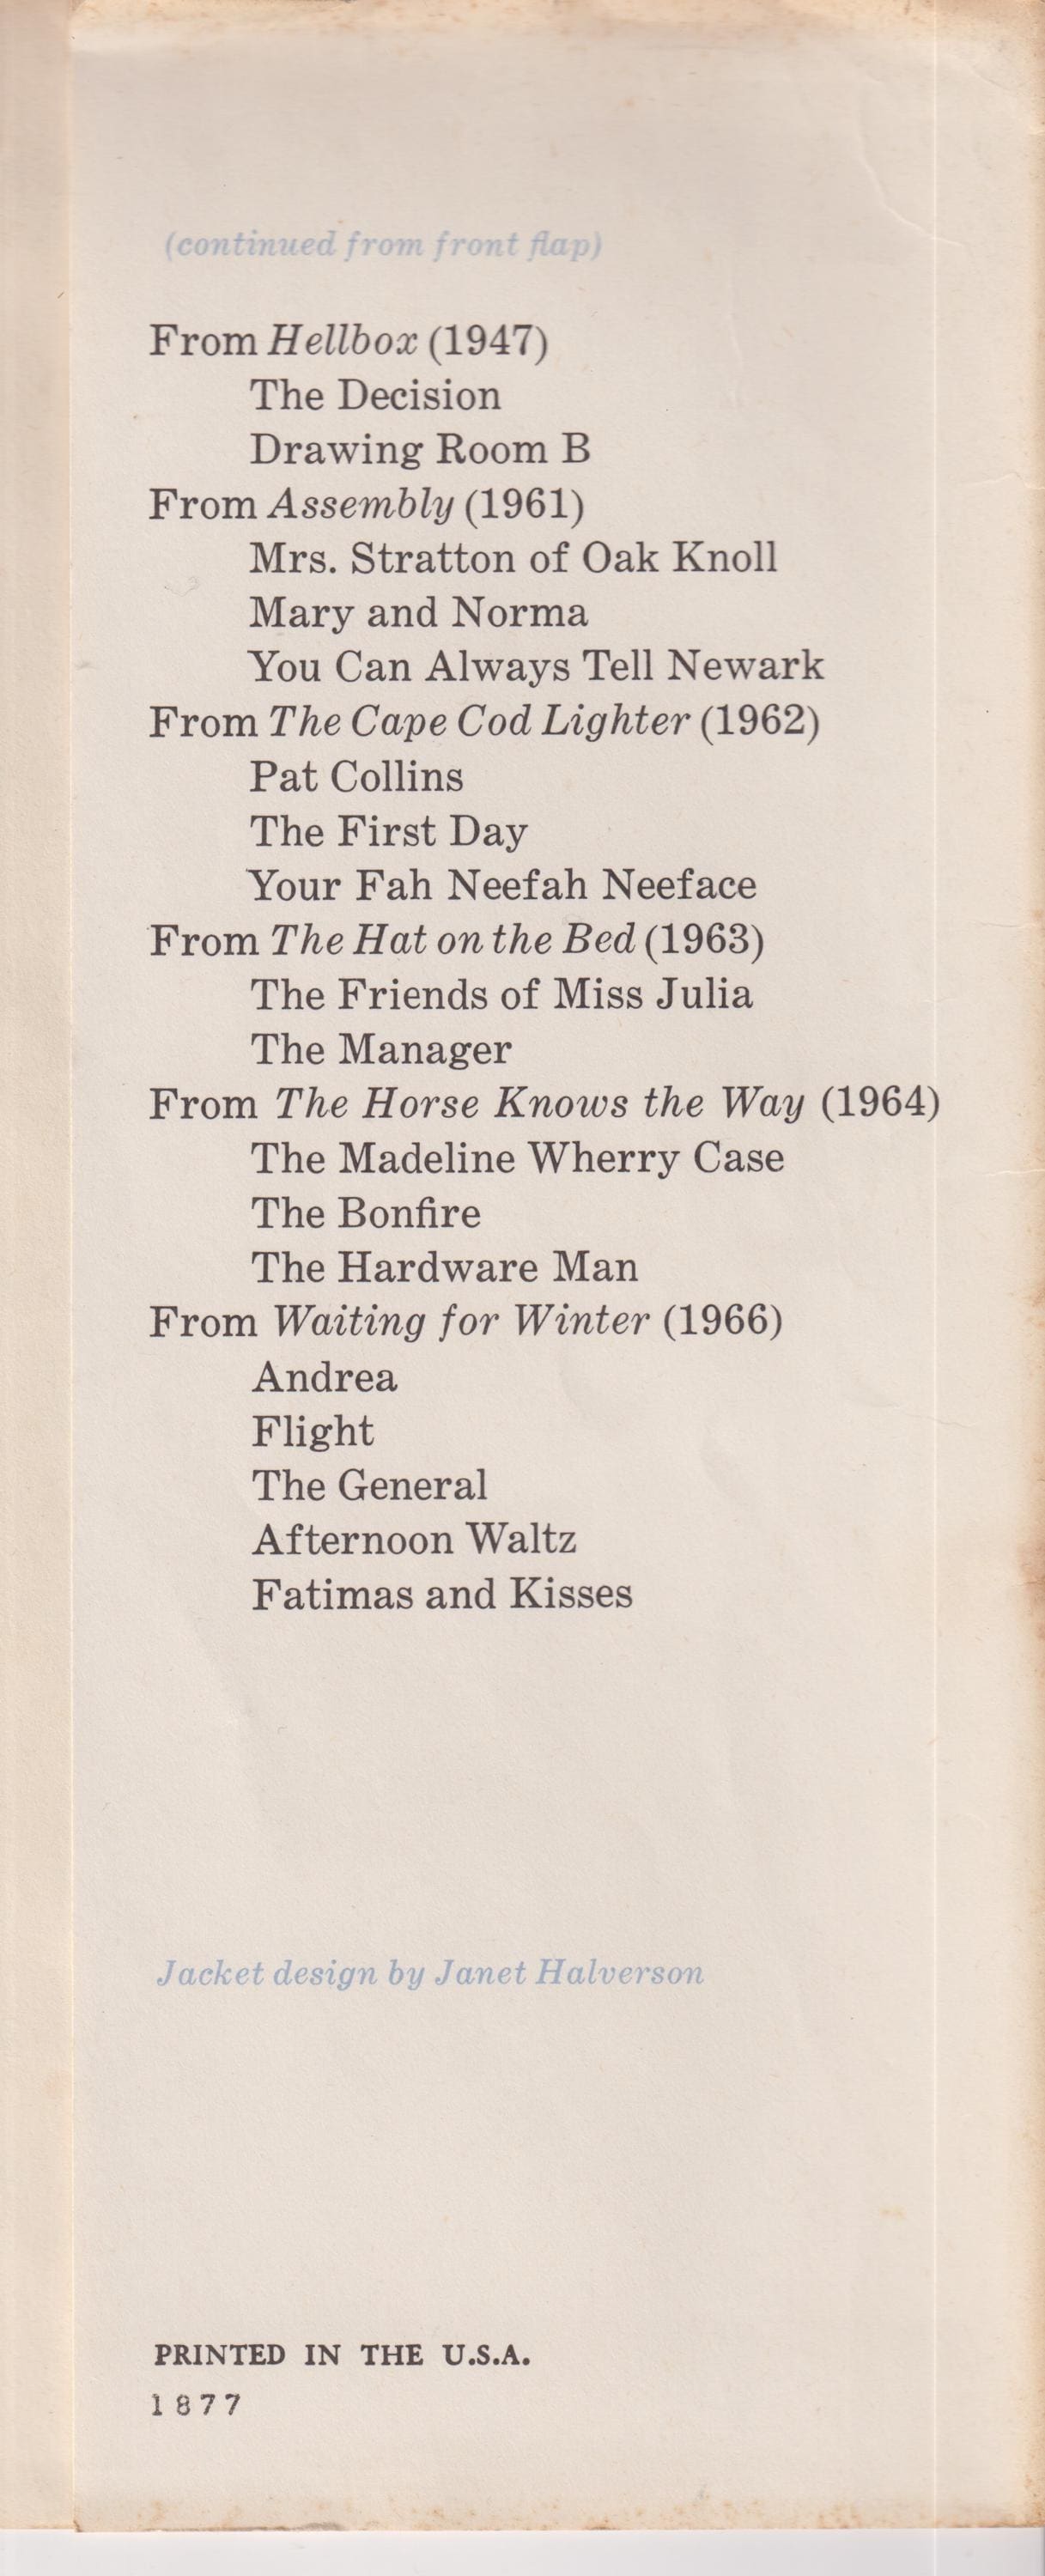 (continued from front flap)
From Hellbox (1947)
The Decision
Drawing Room B
From Assembly (1961)
Mrs. Stratton of Oak Knoll
Mary and Norma
You Can Always Tell Newark
From The Cape Cod Lighter (1962)
Pat Collins
The First Day
Your Fah Neefah Neeface
From The Hat on the Bed (1963)
The Friends of Miss Julia
The Manager
From The Horse Knows the Way (1964)
The Madeline Wherry Case
The Bonfire
The Hardware Man
From Waiting for Winter (1966)
Andrea
Flight
The General
Afternoon Waltz
Fatimas and Kisses
Jacket design by Janet Halverson
PRINTED IN THE U.S.A.
1877